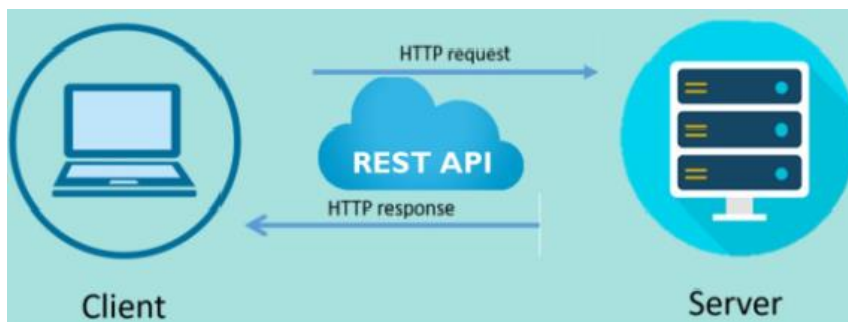 HTTP request
REST API
HTTP response
Client
Server